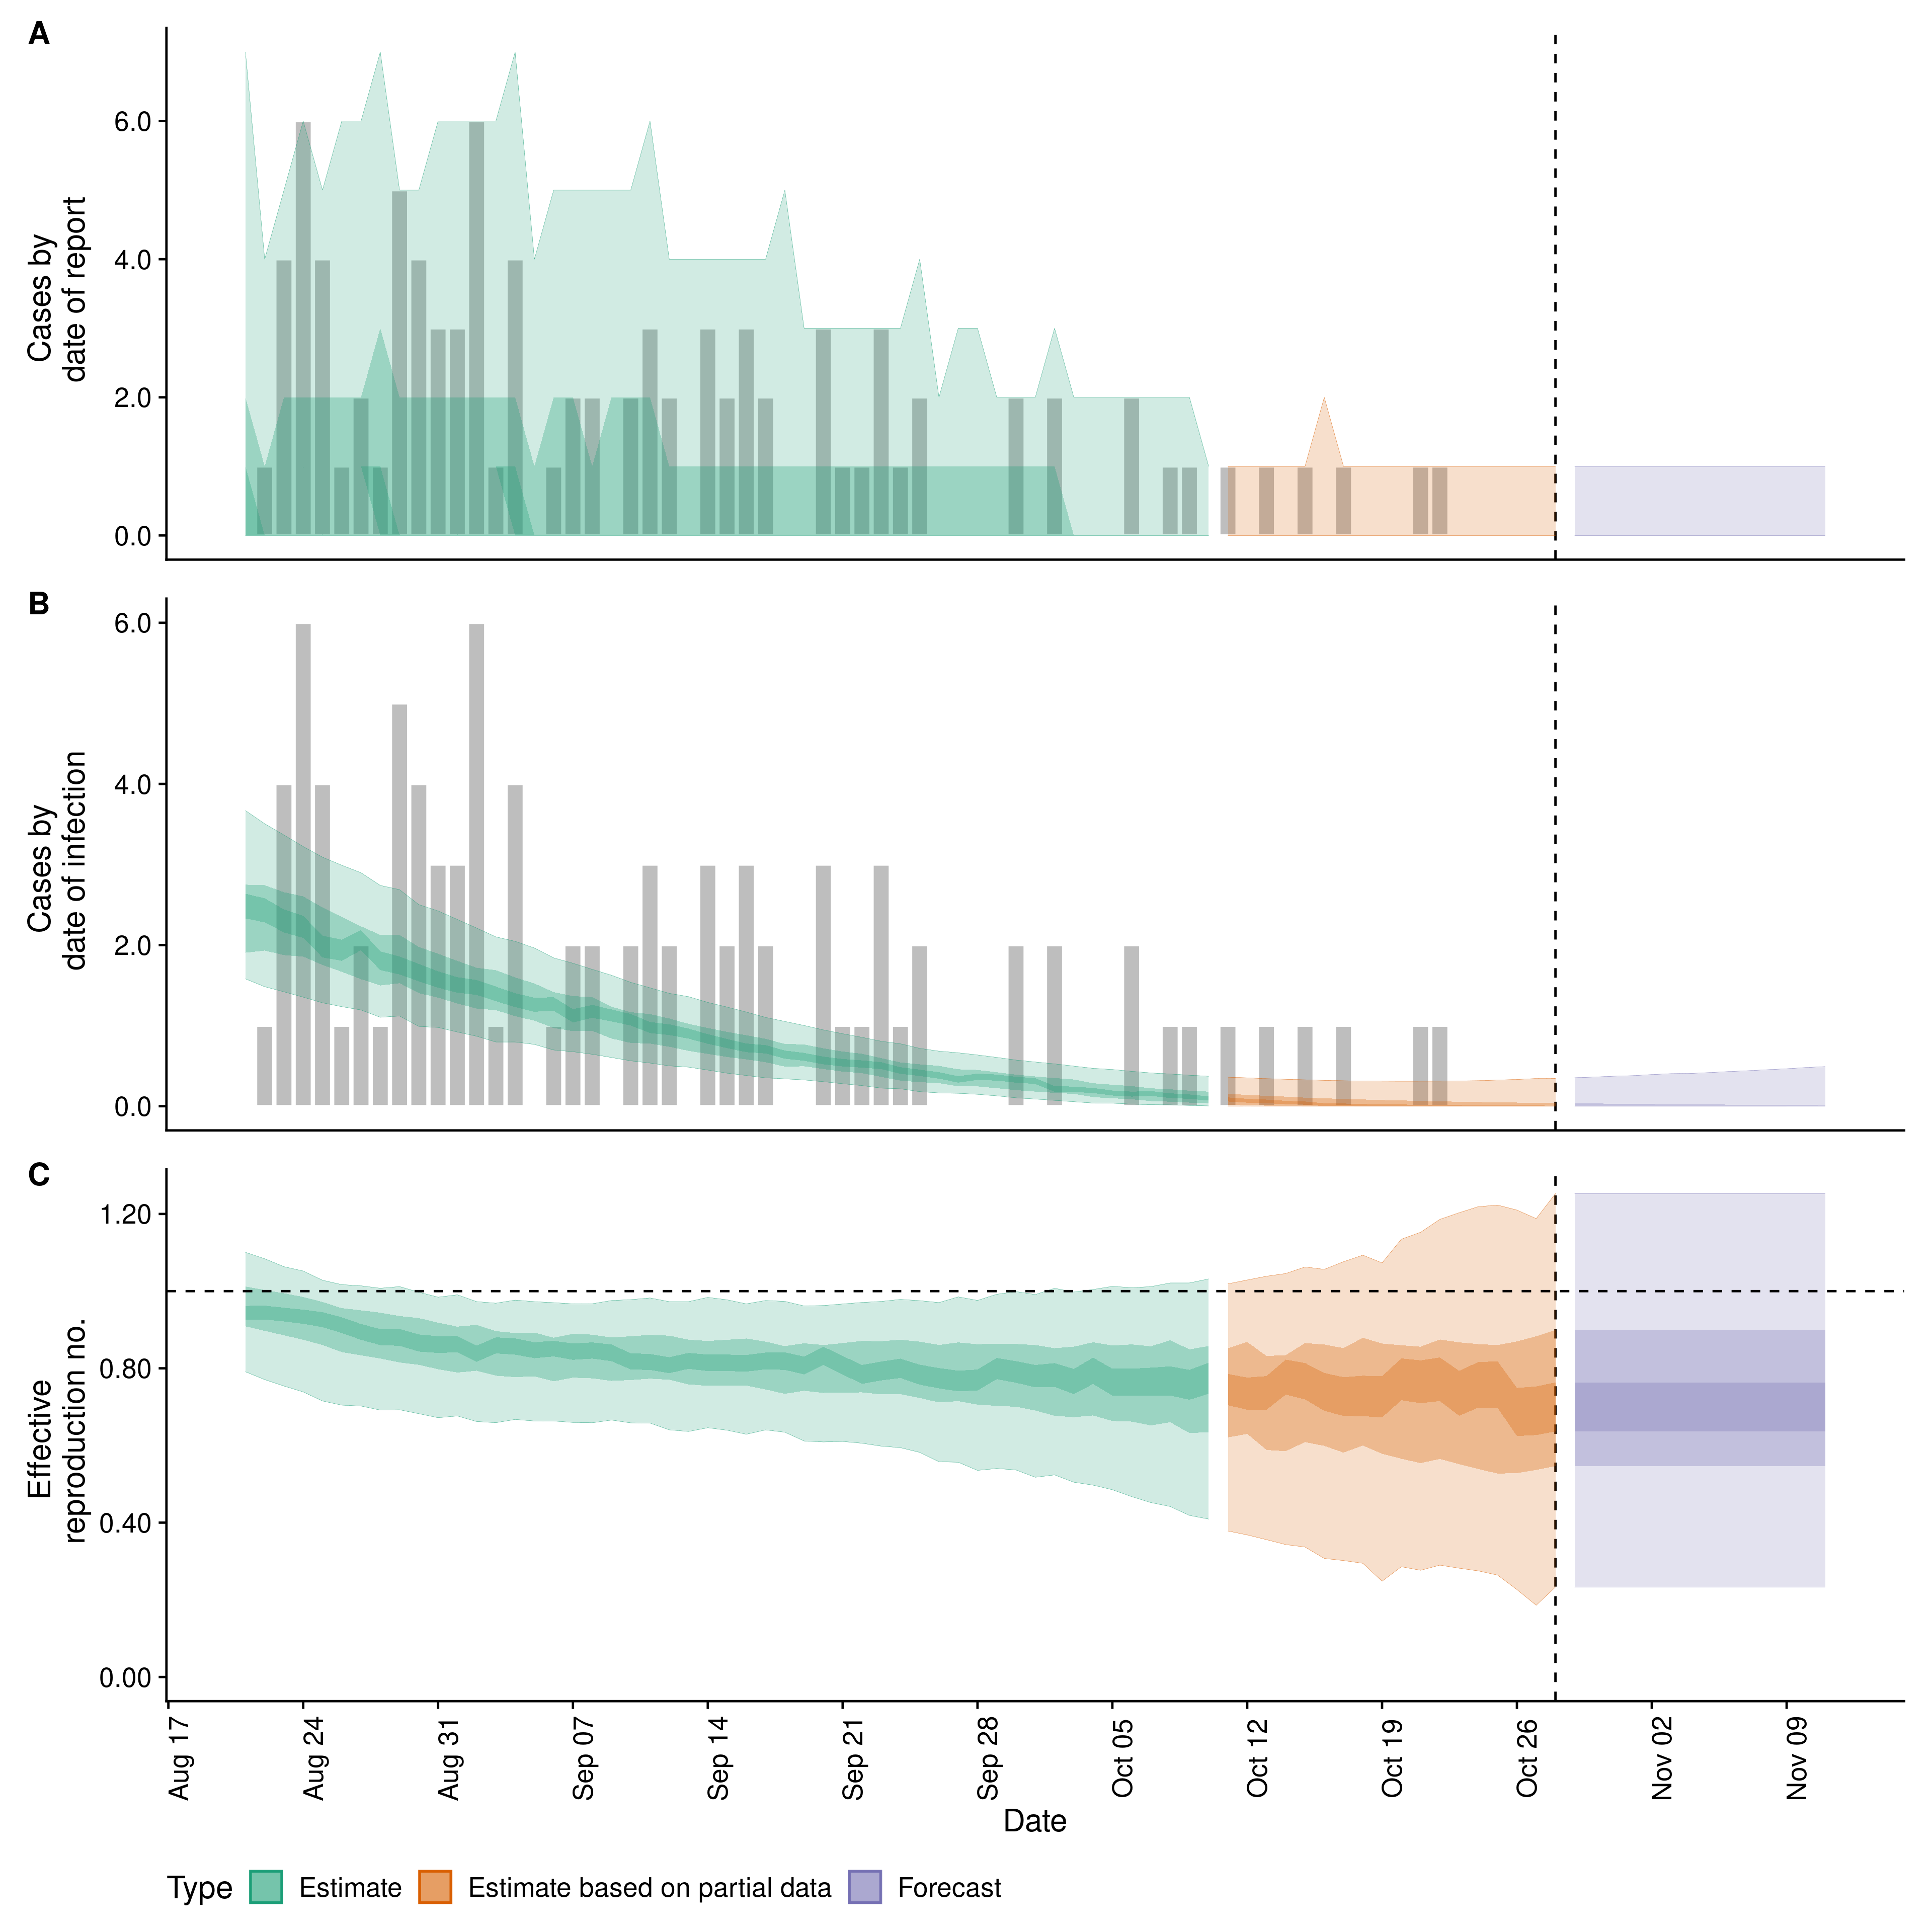 A
6.0
4.0
2.0
0.0
Cases by
date of report
B
6.0
4.0
2.0
0.0
Cases by
date of infection
C
1.20
0.80
0.40
0.00
Effective
reproduction no.
Aug 17
Aug 24
Aug 31
Sep 07
Sep 14
Sep 21
Sep 28
Oct 05
Oct 12
Oct 19
Oct 26
Nov 02
Nov 09
Date
Type Estimate Estimate based on partial data Forecast